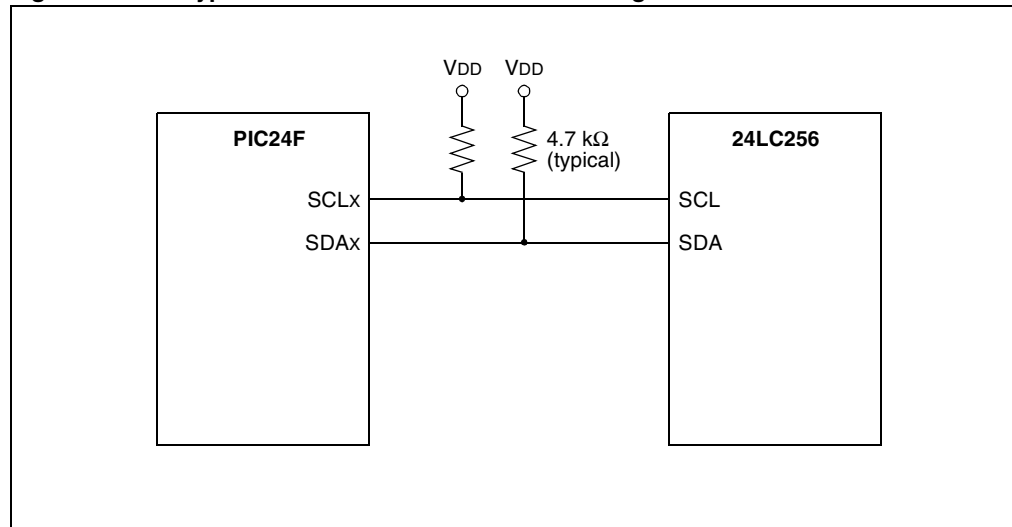 VDD VDD
PIC24F
4.7 kΩ
(typical)
24LC256
SCLx
SCL
SDAx
SDA